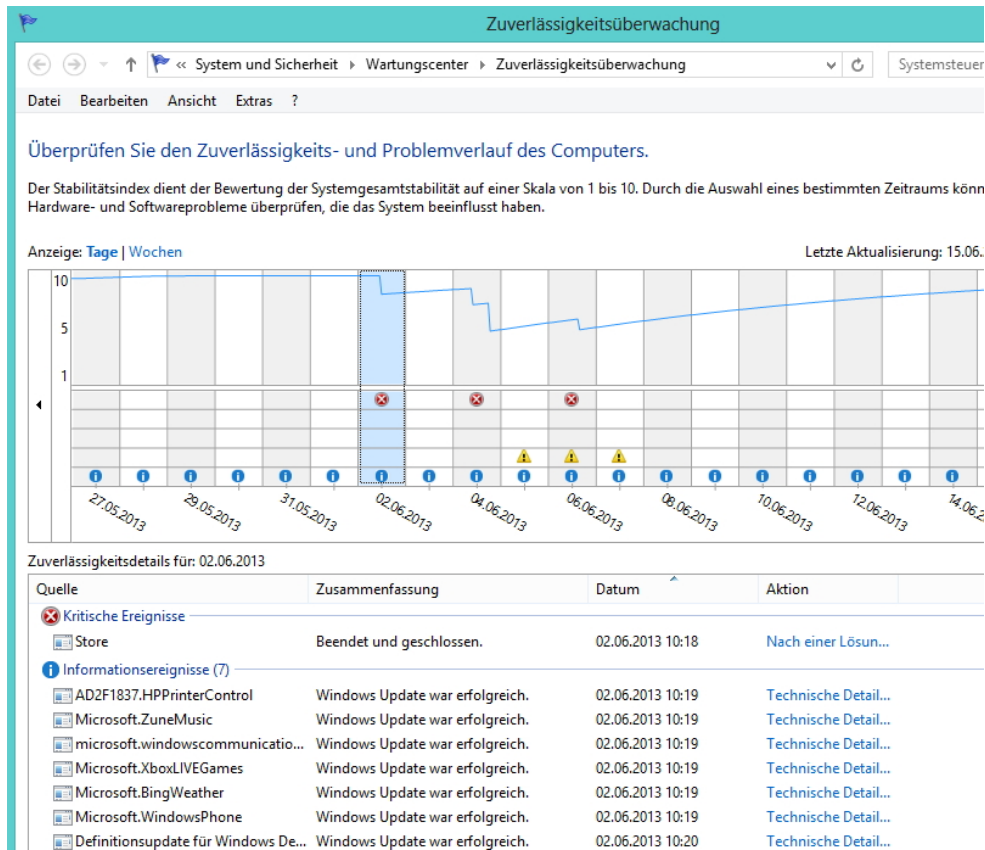 Zuverlässigkeitsüberwachung
« System und Sicherheit Wartungscenter Zuverlässigkeitsüberwachung Systemsteuer
Datei Bearbeiten Ansicht Extras ?
Überprüfen Sie den Zuverlässigkeits- und Problemverlauf des Computers.
Der Stabilitätsindex dient der Bewertung der Systemgesamtstabilität auf einer Skala von 1 bis 10. Durch die Auswahl eines bestimmten Zeitraums könn
Hardware- und Softwareprobleme überprüfen, die das System beeinflusst haben.
Anzeige: Tage | Wochen Letzte Aktualisierung: 15.06.
10
5
1
27.05.2013 29.05.2013 31.05.2013 02.06.2013 04.06.2013 06.06.2013 08.06.2013 10.06.2013 12.06.2013 14.06.2
Zuverlässigkeitsdetails für: 02.06.2013
Quelle Zusammenfassung Datum Aktion
Kritische Ereignisse
Store Beendet und geschlossen. 02.06.2013 10:18 Nach einer Lösun...
Informationsereignisse (7)
AD2F1837.HPPrinterControl Windows Update war erfolgreich. 02.06.2013 10:19 Technische Detail...
Microsoft.ZuneMusic Windows Update war erfolgreich. 02.06.2013 10:19 Technische Detail...
microsoft.windowscommunicatio... Windows Update war erfolgreich. 02.06.2013 10:19 Technische Detail...
Microsoft.XboxLIVEGames Windows Update war erfolgreich. 02.06.2013 10:19 Technische Detail...
Microsoft.BingWeather Windows Update war erfolgreich. 02.06.2013 10:19 Technische Detail...
Microsoft.WindowsPhone Windows Update war erfolgreich. 02.06.2013 10:19 Technische Detail...
Definitionsupdate für Windows De... Windows Update war erfolgreich. 02.06.2013 10:20 Technische Detail...